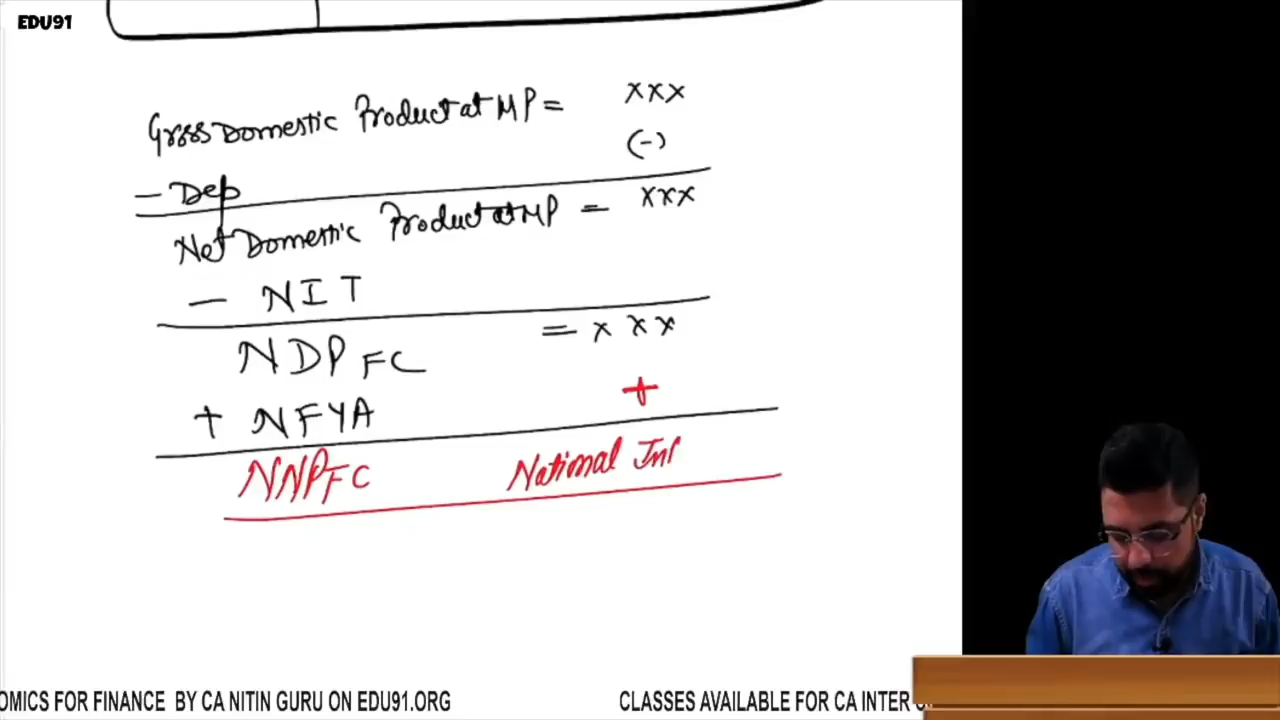 EDU91
Gross Domestic Product at MP = xxx
(-)
- Dep
Net Domestic Product at MP = xxx
- NIT
NDP FC = x x x
+ NFYA +
NNP FC National Inc
OMICS FOR FINANCE BY CA NITIN GURU ON EDU91.ORG CLASSES AVAILABLE FOR CA INTER